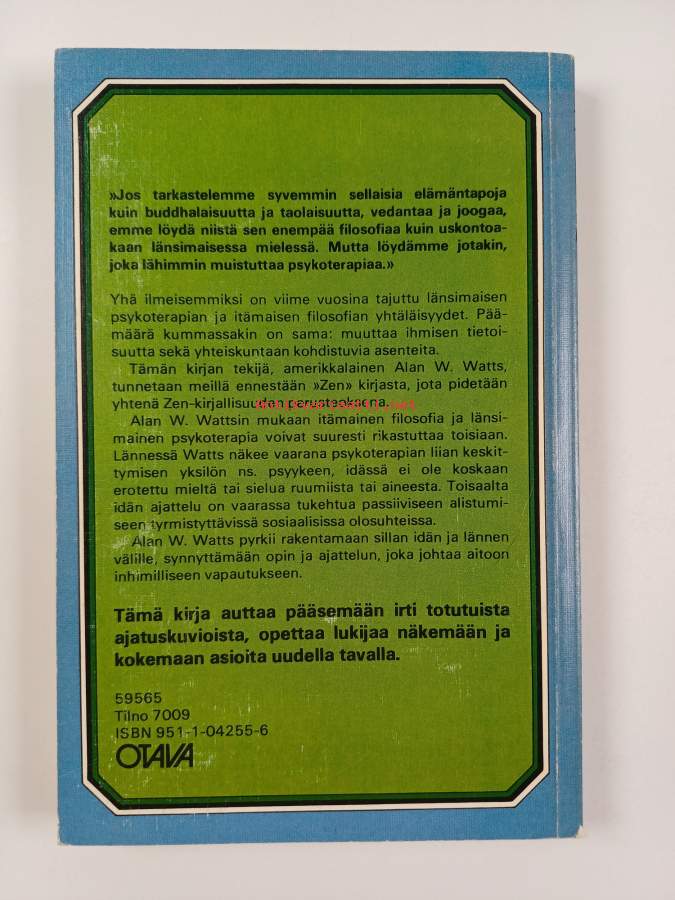 »Jos tarkastelemme syvemmin sellaisia elämäntapoja
kuin buddhalaisuutta ja taolaisuutta, vedantaa ja joogaa,
emme löydä niistä sen enempää filosofiaa kuin uskontoa-
kaan länsimaisessa mielessä. Mutta löydämme jotakin,
joka lähimmin muistuttaa psykoterapiaa.»
Yhä ilmeisemmiksi on viime vuosina tajuttu länsimaisen
psykoterapian ja itämaisen filosofian yhtäläisyydet. Pää-
määrä kummassakin on sama: muuttaa ihmisen tietoi-
suutta sekä yhteiskuntaan kohdistuvia asenteita.
Tämän kirjan tekijä, amerikkalainen Alan W. Watts,
tunnetaan meillä ennestään »Zen» kirjasta, jota pidetään
yhtenä Zen-kirjallisuuden perusteoksena.
Alan W. Wattsin mukaan itämainen filosofia ja länsi-
mainen psykoterapia voivat suuresti rikastuttaa toisiaan.
Lännessä Watts näkee vaarana psykoterapian liian keskit-
tymisen yksilön ns. psyykeen, idässä ei ole koskaan
erotettu mieltä tai sielua ruumiista tai aineesta. Toisaalta
idän ajattelu on vaarassa tukehtua passiiviseen alistumi-
seen tyrmistyttävissä sosiaalisissa olosuhteissa.
Alan W. Watts pyrkii rakentamaan sillan idän ja lännen
välille, synnyttämään opin ja ajattelun, joka johtaa aitoon
inhimilliseen vapautukseen.
Tämä kirja auttaa pääsemään irti totutuista
ajatuskuvioista, opettaa lukijaa näkemään ja
kokemaan asioita uudella tavalla.
59565
Tilno 7009
ISBN 951-1-04255-6
OTAVA